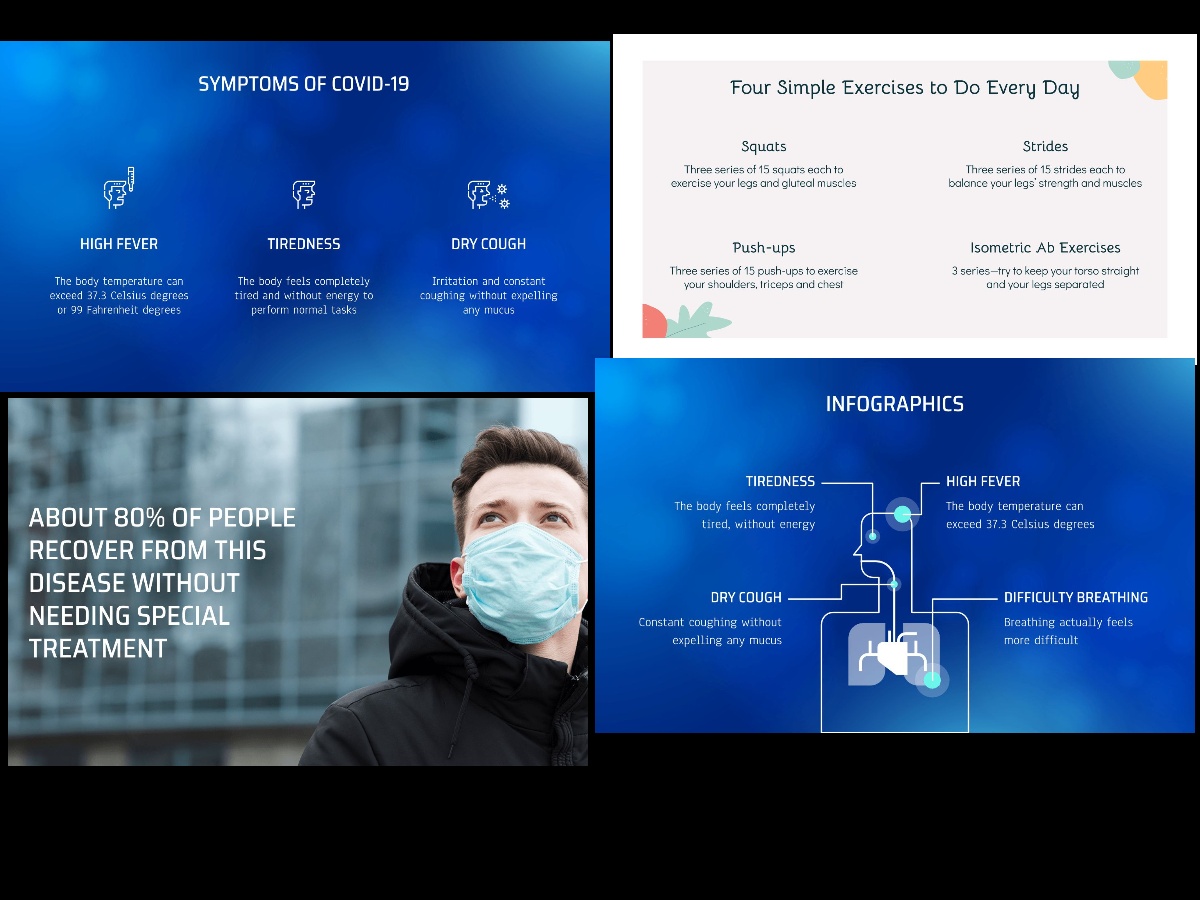 SYMPTOMS OF COVID-19
HIGH FEVER
The body temperature can
exceed 37.3 Celsius degrees
or 99 Fahrenheit degrees
TIREDNESS
The body feels completely
tired and without energy to
perform normal tasks
DRY COUGH
Irritation and constant
coughing without expelling
any mucus
Four Simple Exercises to Do Every Day
Squats
Three series of 15 squats each to
exercise your legs and gluteal muscles
Strides
Three series of 15 strides each to
balance your legs' strength and muscles
Push-ups
Three series of 15 push-ups to exercise
your shoulders, triceps and chest
Isometric Ab Exercises
3 series—try to keep your torso straight
and your legs separated
ABOUT 80% OF PEOPLE
RECOVER FROM THIS
DISEASE WITHOUT
NEEDING SPECIAL
TREATMENT
INFOGRAPHICS
TIREDNESS
The body feels completely
tired, without energy
HIGH FEVER
The body temperature can
exceed 37.3 Celsius degrees
DRY COUGH
Constant coughing without
expelling any mucus
DIFFICULTY BREATHING
Breathing actually feels
more difficult